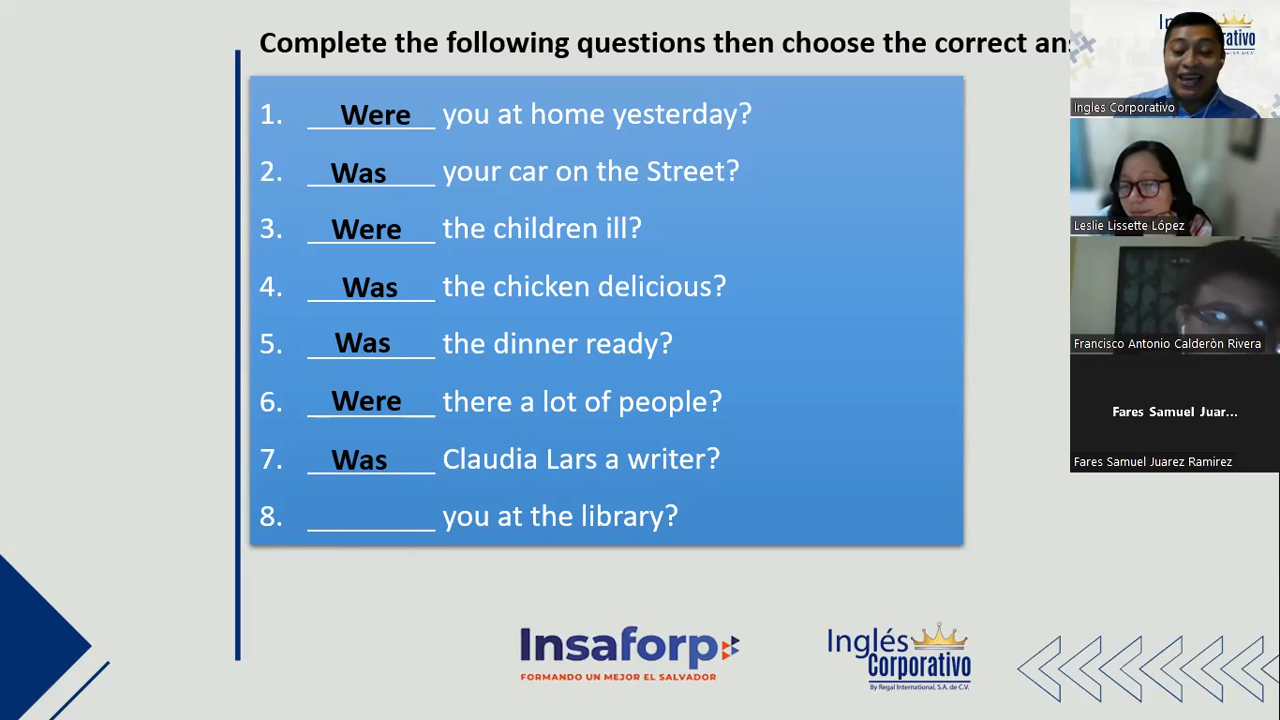 Complete the following questions then choose the correct an
1. Were you at home yesterday?
2. Was your car on the Street?
3. Were the children ill?
4. Was the chicken delicious?
5. Was the dinner ready?
6. Were there a lot of people?
7. Was Claudia Lars a writer?
8. ________ you at the library?
Insaforp
FORMANDO UN MEJOR EL SALVADOR
Inglés
Corporativo
By Regal International, S.A. de C.V.
Ingles Corporativo
Leslie Lissette López
Francisco Antonio Calderòn Rivera
Fares Samuel Juar...
Fares Samuel Juarez Ramirez